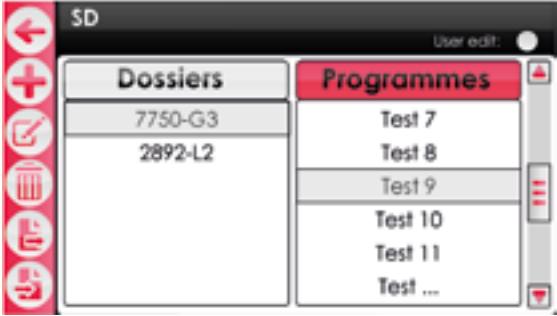 SD
User edit:
Dossiers
7750-G3
2892-L2
Programmes
Test 7
Test 8
Test 9
Test 10
Test 11
Test ...